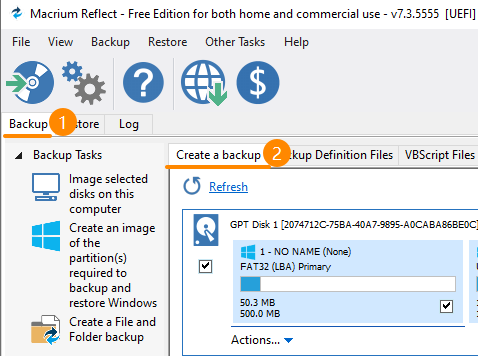 Macrium Reflect - Free Edition for both home and commercial use - v7.3.5555 [UEFI]
File View Backup Restore Other Tasks Help
$
Backup 1 store Log
Backup Tasks
Create a backup 2 kup Definition Files VBScript Files
Image selected
disks on this
computer
Create an image
of the
partition(s)
required to
backup and
restore Windows
Create a File and
Folder backup
Refresh
GPT Disk 1 [2074712C-75BA-40A7-9895-A0CABA86BE0C]
1 - NO NAME (None)
FAT32 (LBA) Primary
50.3 MB
500.0 MB
Actions...